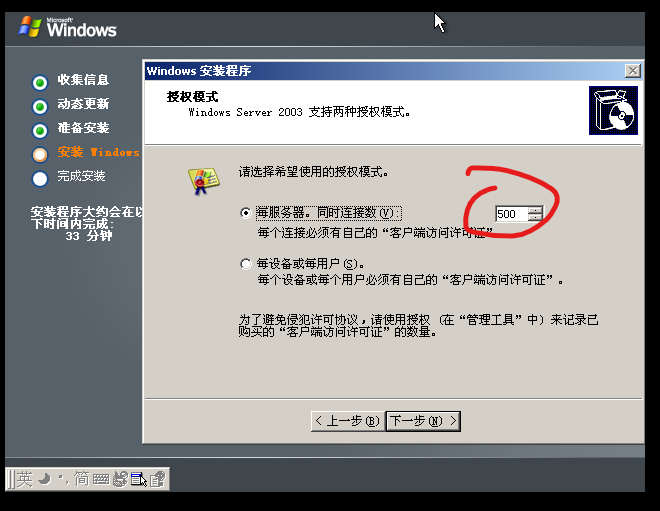 Microsoft
Windows
收集信息
动态更新
准备安装
安装 Windows
完成安装
安装程序大约会在以
下时间内完成:
33 分钟
Windows 安装程序
授权模式
Windows Server 2003 支持两种授权模式。
请选择希望使用的授权模式。
每服务器。同时连接数(V):
500
每个连接必须有自己的“客户端访问许可证”
每设备或每用户(S)。
每个设备或每个用户必须有自己的“客户端访问许可证”。
为了避免侵犯许可协议,请使用授权(在“管理工具”中)来记录已
购买的“客户端访问许可证”的数量。
< 上一步(B)
下一步(N) >
英
简